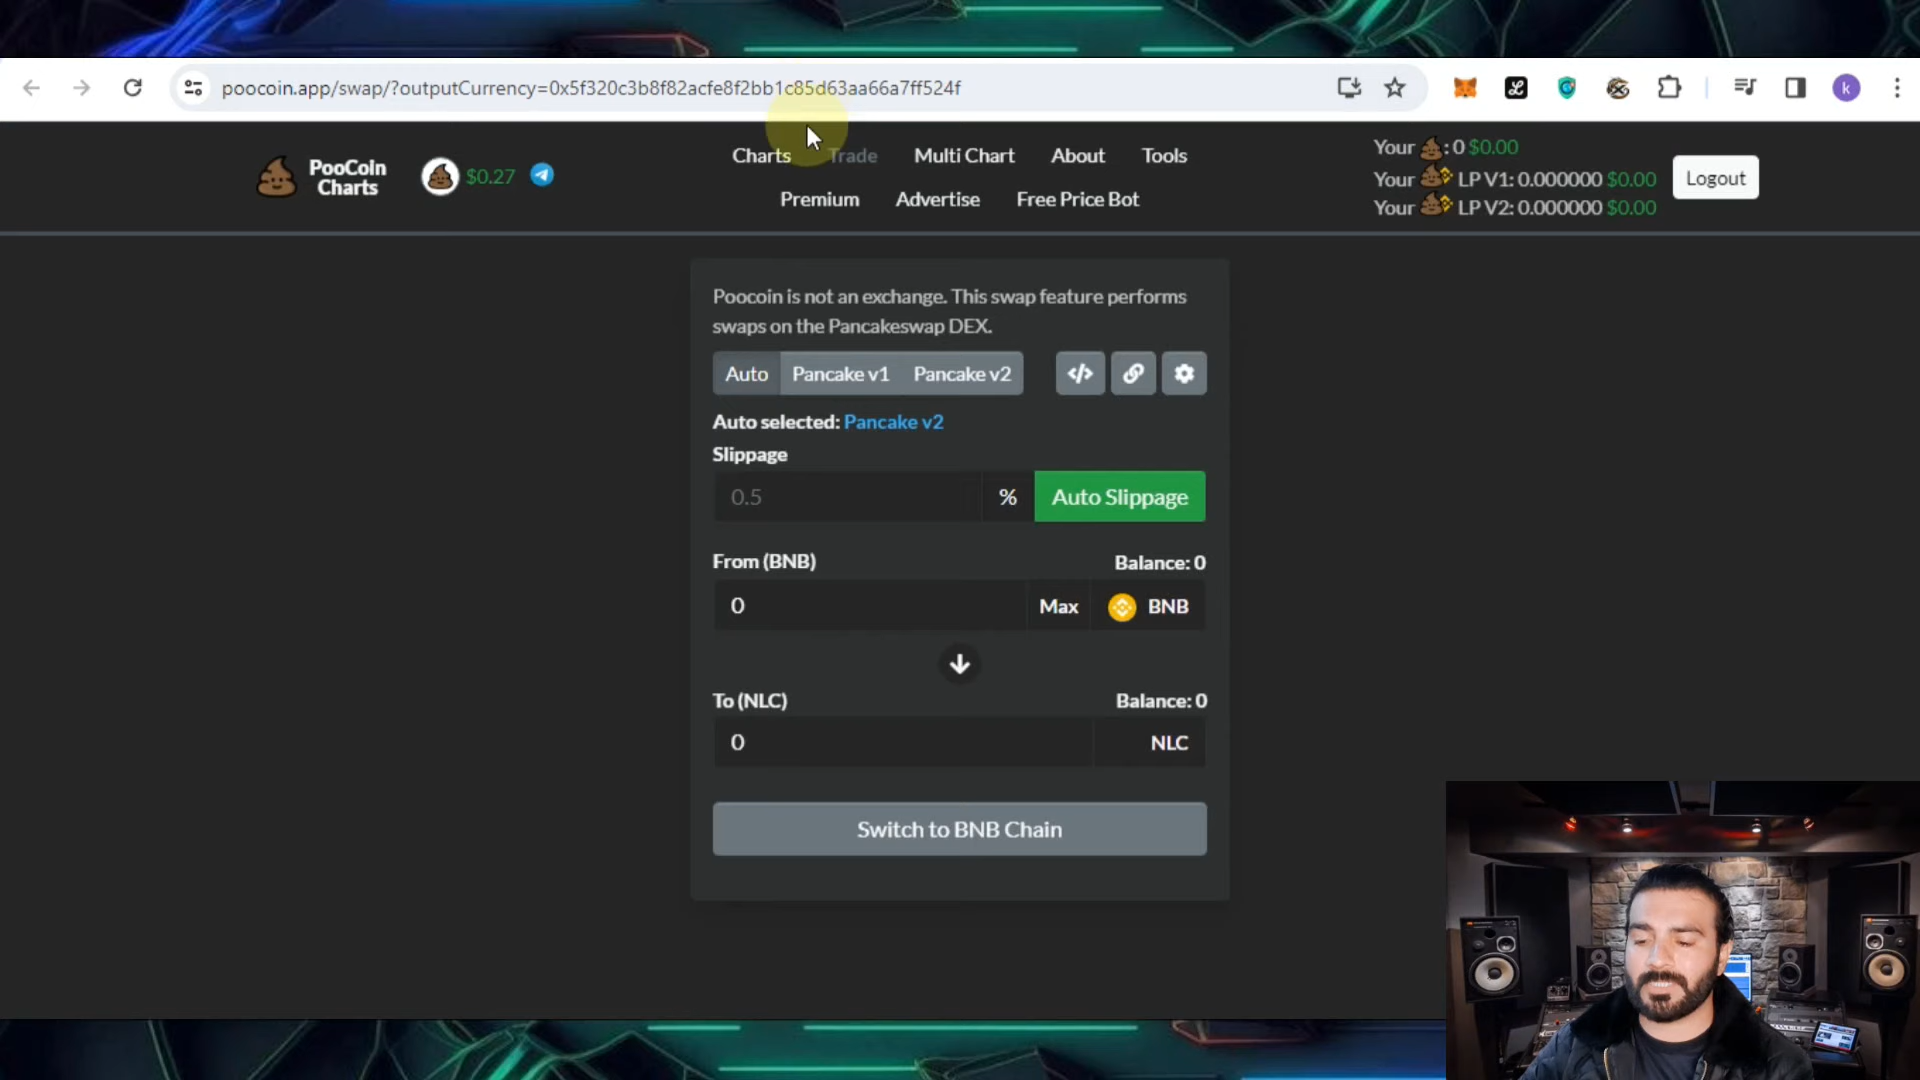 poocoin.app/swap/?outputCurrency=0x5f320c3b8f82acfe8f2bb1c85d63aa66a7ff524f
k
PooCoin
Charts
$0.27
Charts Trade Multi Chart About Tools
Premium Advertise Free Price Bot
Your : 0 $0.00
Your LP V1: 0.000000 $0.00
Your LP V2: 0.000000 $0.00
Logout
Poocoin is not an exchange. This swap feature performs
swaps on the Pancakeswap DEX.
Auto Pancake v1 Pancake v2
Auto selected: Pancake v2
Slippage
0.5 % Auto Slippage
From (BNB) Balance: 0
0 Max BNB
To (NLC) Balance: 0
0 NLC
Switch to BNB Chain